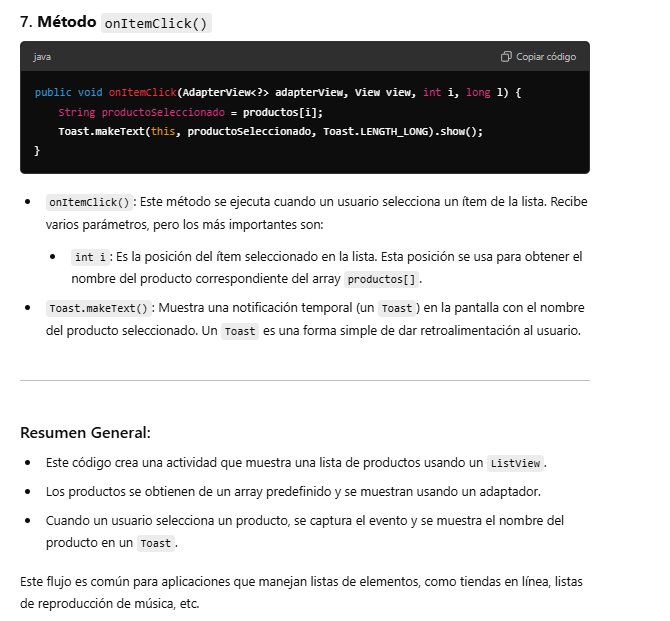 7. Método onItemClick()
java
Copiar código
public void onItemClick(AdapterView<?> adapterView, View view, int i, long l) {
    String productoSeleccionado = productos[i];
    Toast.makeText(this, productoSeleccionado, Toast.LENGTH_LONG).show();
}
• onItemClick(): Este método se ejecuta cuando un usuario selecciona un ítem de la lista. Recibe
varios parámetros, pero los más importantes son:
• int i: Es la posición del ítem seleccionado en la lista. Esta posición se usa para obtener el
nombre del producto correspondiente del array productos[].
• Toast.makeText(): Muestra una notificación temporal (un Toast) en la pantalla con el nombre
del producto seleccionado. Un Toast es una forma simple de dar retroalimentación al usuario.
Resumen General:
• Este código crea una actividad que muestra una lista de productos usando un ListView.
• Los productos se obtienen de un array predefinido y se muestran usando un adaptador.
• Cuando un usuario selecciona un producto, se captura el evento y se muestra el nombre del
producto en un Toast.
Este flujo es común para aplicaciones que manejan listas de elementos, como tiendas en línea, listas
de reproducción de música, etc.